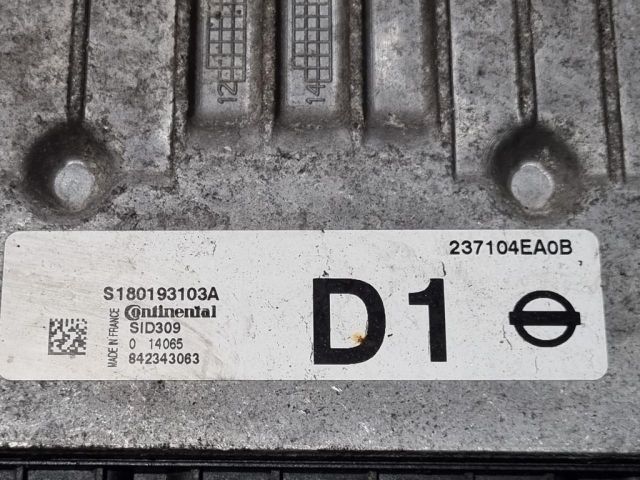 12
14
237104EA0B
S180193103A
Continental
SID309
0 14065
842343063
MADE IN FRANCE
D1